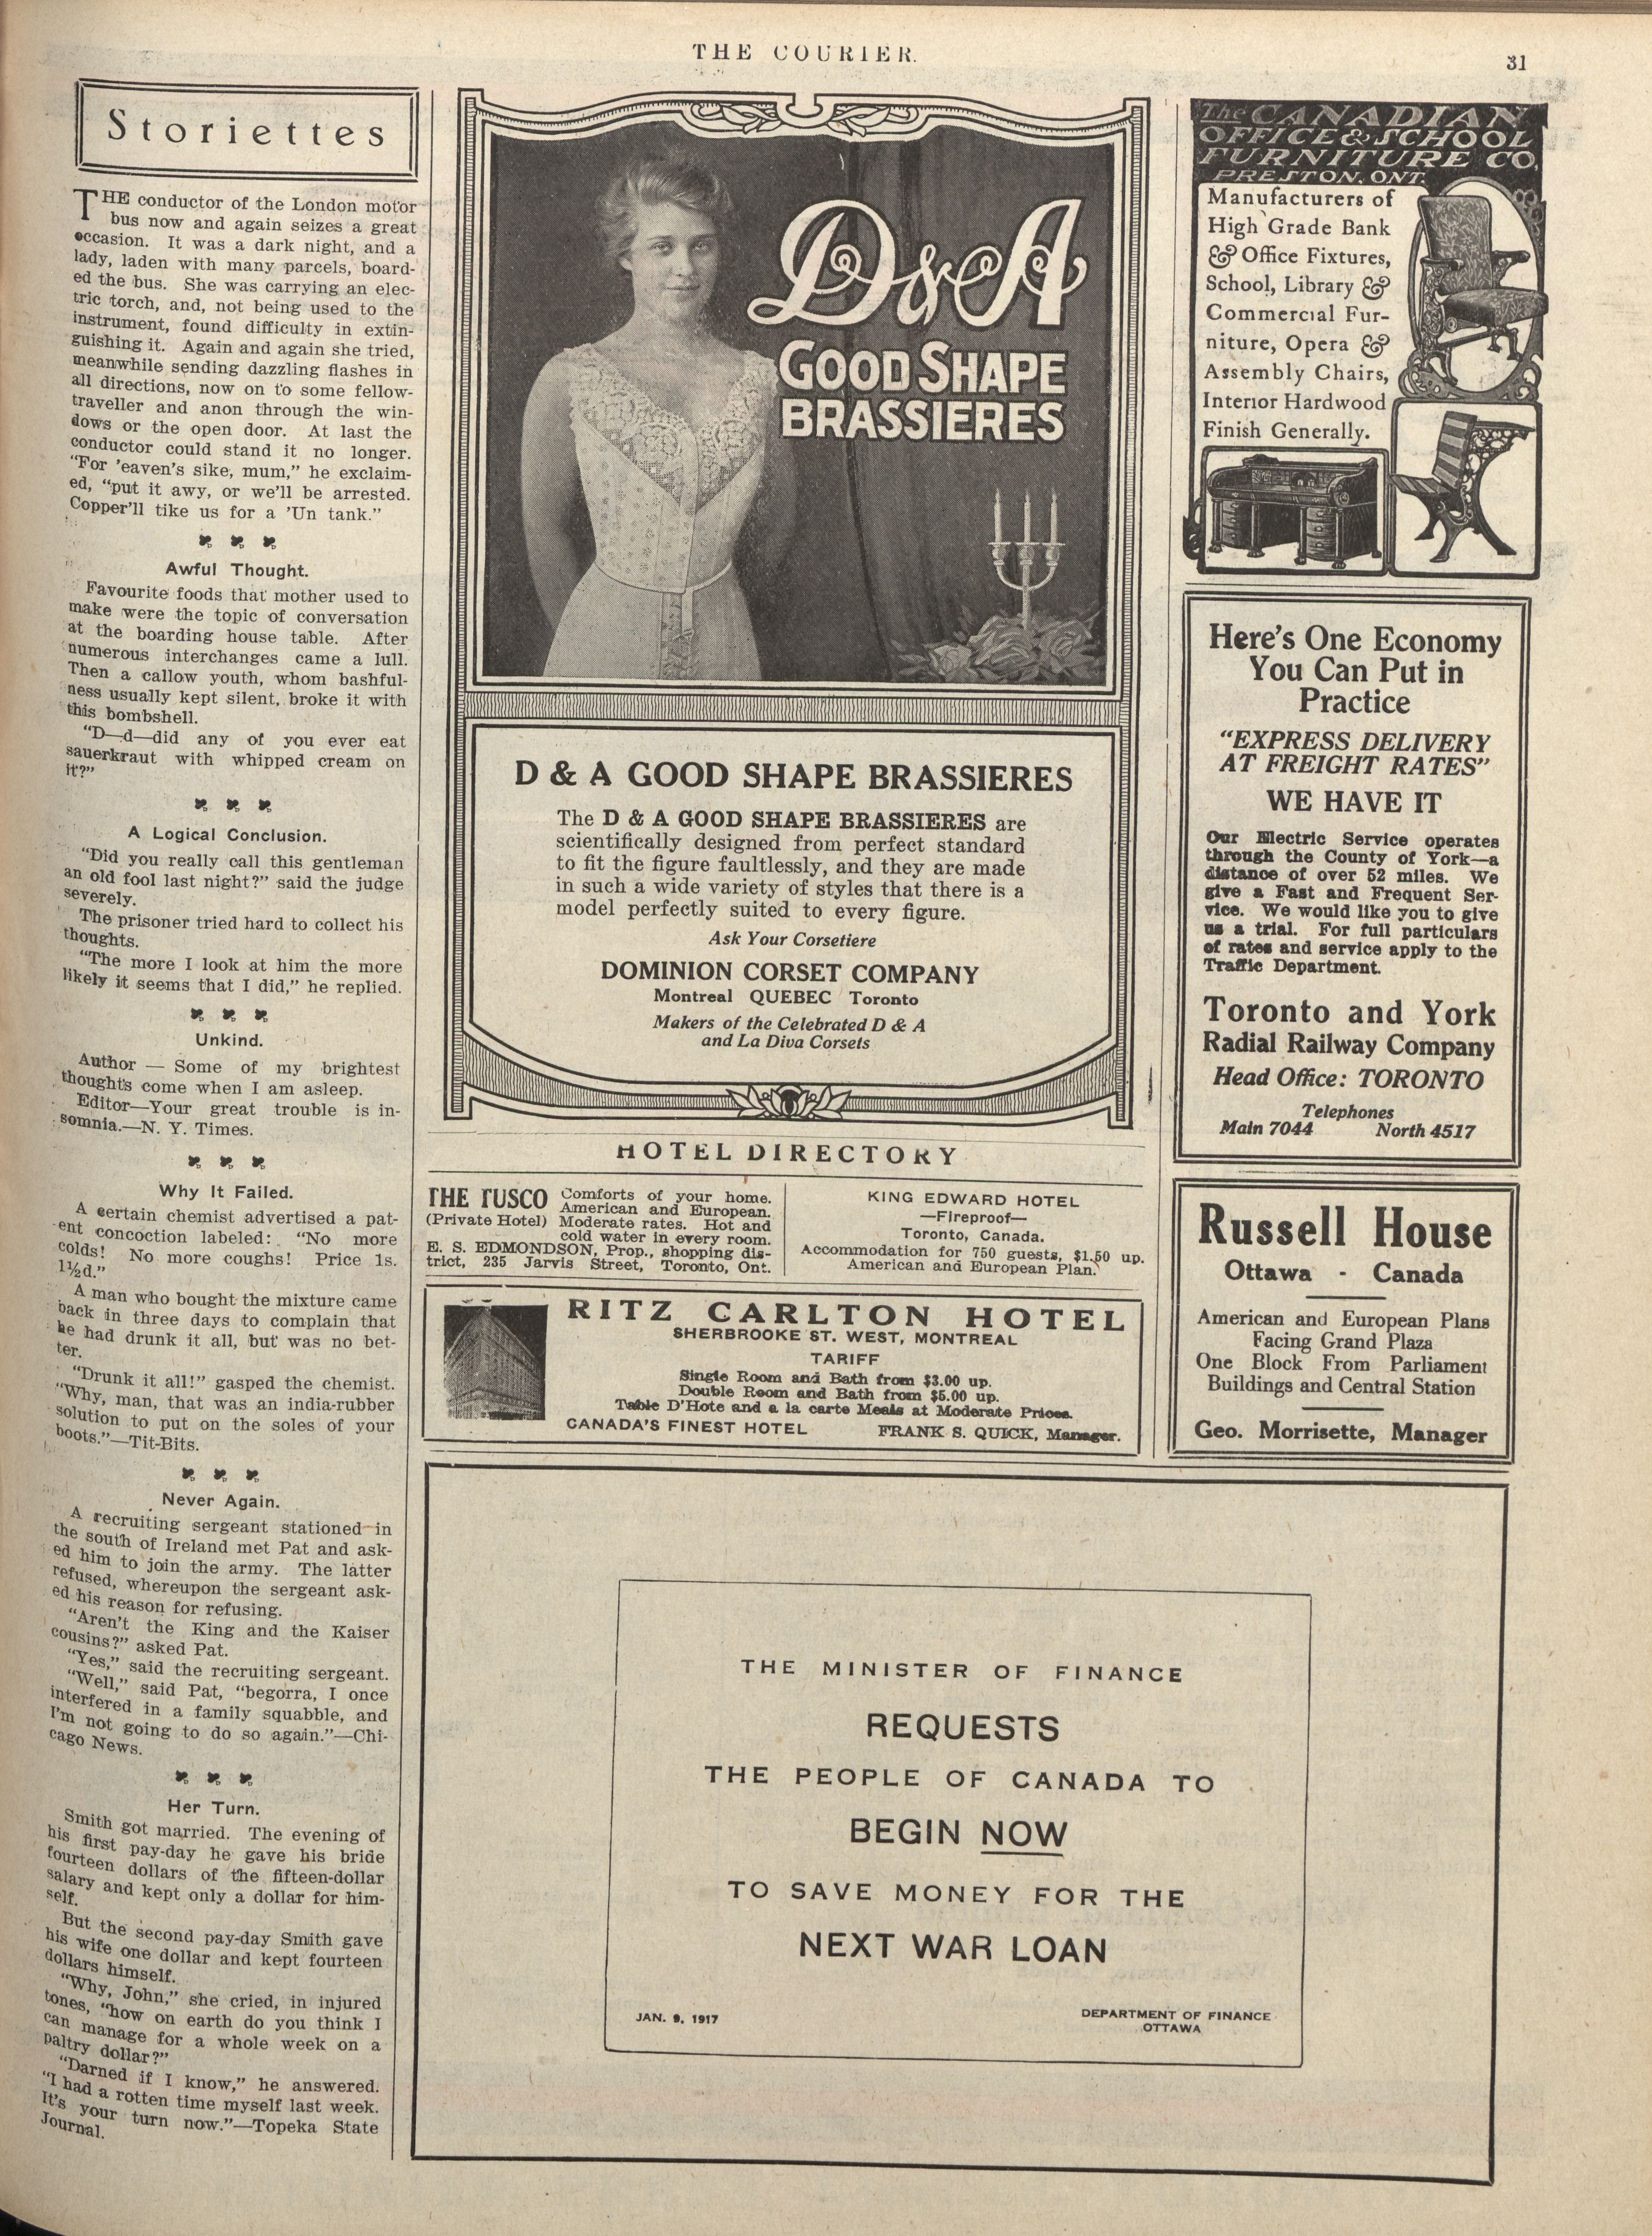 THE COURIER.
31
Storiettes
THE conductor of the London motor
bus now and again seizes a great
occasion. It was a dark night, and a
lady, laden with many parcels, board-
ed the bus. She was carrying an elec-
tric torch, and, not being used to the
instrument, found difficulty in extin-
guishing it. Again and again she tried,
meanwhile sending dazzling flashes in
all directions, now on to some fellow-
traveller and anon through the win-
dows or the open door. At last the
conductor could stand it no longer.
"For 'eaven's sike, mum," he exclaim-
ed, "put it awy, or we'll be arrested.
Copper'll tike us for a 'Un tank."
Awful Thought.
Favourite foods that mother used to
make were the topic of conversation
at the boarding house table. After
numerous interchanges came a lull.
Then a callow youth, whom bashful-
ness usually kept silent, broke it with
this bombshell.
"D—d—did any of you ever eat
sauerkraut with whipped cream on
it?"
A Logical Conclusion.
"Did you really call this gentleman
an old fool last night?" said the judge
severely.
The prisoner tried hard to collect his
thoughts.
"The more I look at him the more
likely it seems that I did," he replied.
Unkind.
Author — Some of my brightest
thoughts come when I am asleep.
Editor—Your great trouble is in-
somnia.—N. Y. Times.
Why It Failed.
A certain chemist advertised a pat-
ent concoction labeled: "No more
colds! No more coughs! Price 1s.
1½d."
A man who bought the mixture came
back in three days to complain that
he had drunk it all, but was no bet-
ter.
"Drunk it all!" gasped the chemist.
"Why, man, that was an india-rubber
solution to put on the soles of your
boots."—Tit-Bits.
Never Again.
A recruiting sergeant stationed in
the south of Ireland met Pat and ask-
ed him to join the army. The latter
refused, whereupon the sergeant ask-
ed his reason for refusing.
"Aren't the King and the Kaiser
cousins?" asked Pat.
"Yes," said the recruiting sergeant.
"Well," said Pat, "begorra, I once
interfered in a family squabble, and
I'm not going to do so again."—Chi-
cago News.
Her Turn.
Smith got married. The evening of
his first pay-day he gave his bride
fourteen dollars of the fifteen-dollar
salary and kept only a dollar for him-
self.
But the second pay-day Smith gave
his wife one dollar and kept fourteen
dollars himself.
"Why, John," she cried, in injured
tones, "how on earth do you think I
can manage for a whole week on a
paltry dollar?"
"Darned if I know," he answered.
"I had a rotten time myself last week.
It's your turn now."—Topeka State
Journal.
D&A
GOOD SHAPE
BRASSIERES
D & A GOOD SHAPE BRASSIERES
The D & A GOOD SHAPE BRASSIERES are
scientifically designed from perfect standard
to fit the figure faultlessly, and they are made
in such a wide variety of styles that there is a
model perfectly suited to every figure.
Ask Your Corsetiere
DOMINION CORSET COMPANY
Montreal QUEBEC Toronto
Makers of the Celebrated D & A
and La Diva Corsets
HOTEL DIRECTORY
THE TUSCO
(Private Hotel)
Comforts of your home.
American and European.
Moderate rates. Hot and
cold water in every room.
E. S. EDMONDSON, Prop., shopping dis-
trict, 235 Jarvis Street, Toronto, Ont.
KING EDWARD HOTEL
—Fireproof—
Toronto, Canada.
Accommodation for 750 guests, $1.50 up.
American and European Plan.
RITZ CARLTON HOTEL
SHERBROOKE ST. WEST, MONTREAL
TARIFF
Single Room and Bath from $3.00 up.
Double Room and Bath from $5.00 up.
Table D'Hote and a la carte Meals at Moderate Prices.
CANADA'S FINEST HOTEL FRANK S. QUICK, Manager.
The CANADIAN
OFFICE & SCHOOL
FURNITURE CO,
PRESTON, ONT.
Manufacturers of
High Grade Bank
& Office Fixtures,
School, Library &
Commercial Fur-
niture, Opera &
Assembly Chairs,
Interior Hardwood
Finish Generally.
Here's One Economy
You Can Put in
Practice
"EXPRESS DELIVERY
AT FREIGHT RATES"
WE HAVE IT
Our Electric Service operates
through the County of York—a
distance of over 52 miles. We
give a Fast and Frequent Ser-
vice. We would like you to give
us a trial. For full particulars
of rates and service apply to the
Traffic Department.
Toronto and York
Radial Railway Company
Head Office: TORONTO
Telephones
Main 7044 North 4517
Russell House
Ottawa - Canada
American and European Plans
Facing Grand Plaza
One Block From Parliament
Buildings and Central Station
Geo. Morrisette, Manager
THE MINISTER OF FINANCE
REQUESTS
THE PEOPLE OF CANADA TO
BEGIN NOW
TO SAVE MONEY FOR THE
NEXT WAR LOAN
JAN. 9, 1917
DEPARTMENT OF FINANCE
OTTAWA